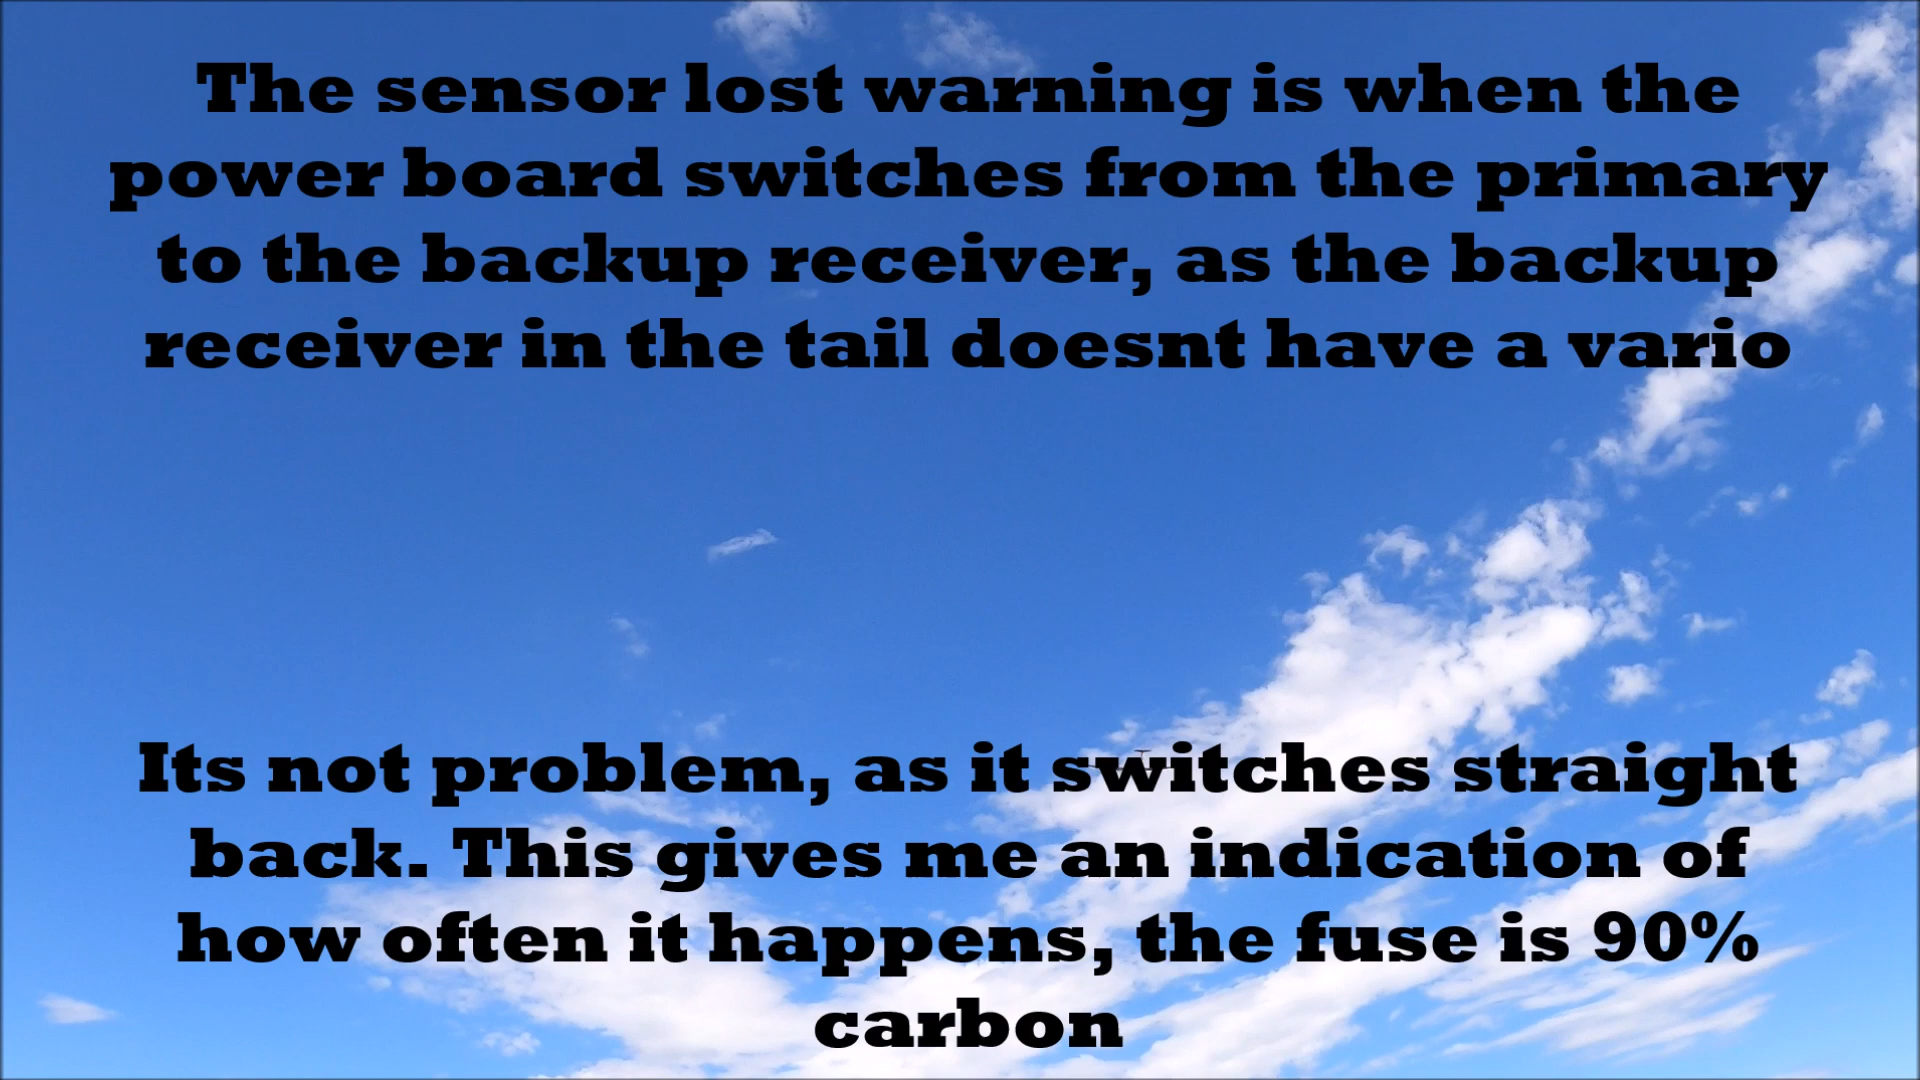 The sensor lost warning is when the
power board switches from the primary
to the backup receiver, as the backup
receiver in the tail doesnt have a vario
Its not problem, as it switches straight
back. This gives me an indication of
how often it happens, the fuse is 90%
carbon